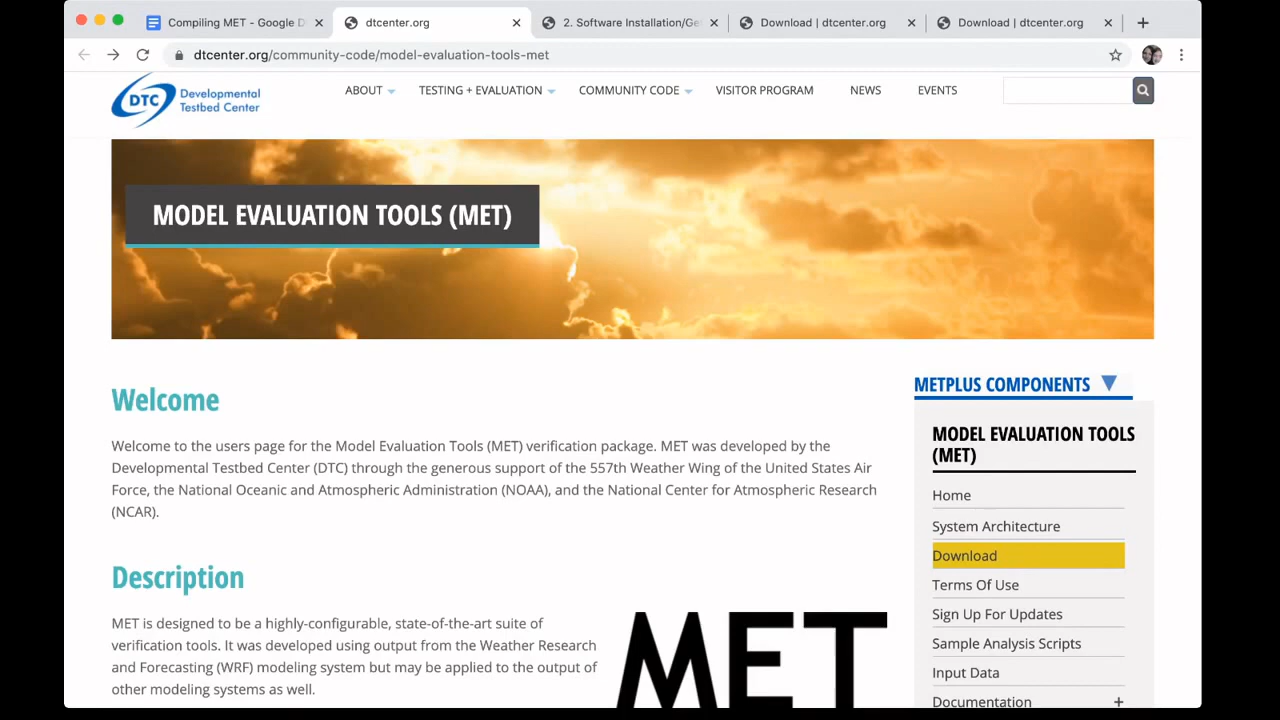 Compiling MET - Google D
dtcenter.org
2. Software Installation/Ge
Download | dtcenter.org
Download | dtcenter.org
dtcenter.org/community-code/model-evaluation-tools-met
DTC Developmental
Testbed Center
ABOUT
TESTING + EVALUATION
COMMUNITY CODE
VISITOR PROGRAM
NEWS
EVENTS
MODEL EVALUATION TOOLS (MET)
Welcome
Welcome to the users page for the Model Evaluation Tools (MET) verification package. MET was developed by the
Developmental Testbed Center (DTC) through the generous support of the 557th Weather Wing of the United States Air
Force, the National Oceanic and Atmospheric Administration (NOAA), and the National Center for Atmospheric Research
(NCAR).
Description
MET is designed to be a highly-configurable, state-of-the-art suite of
verification tools. It was developed using output from the Weather Research
and Forecasting (WRF) modeling system but may be applied to the output of
other modeling systems as well.
MET
METPLUS COMPONENTS
MODEL EVALUATION TOOLS
(MET)
Home
System Architecture
Download
Terms Of Use
Sign Up For Updates
Sample Analysis Scripts
Input Data
Documentation +